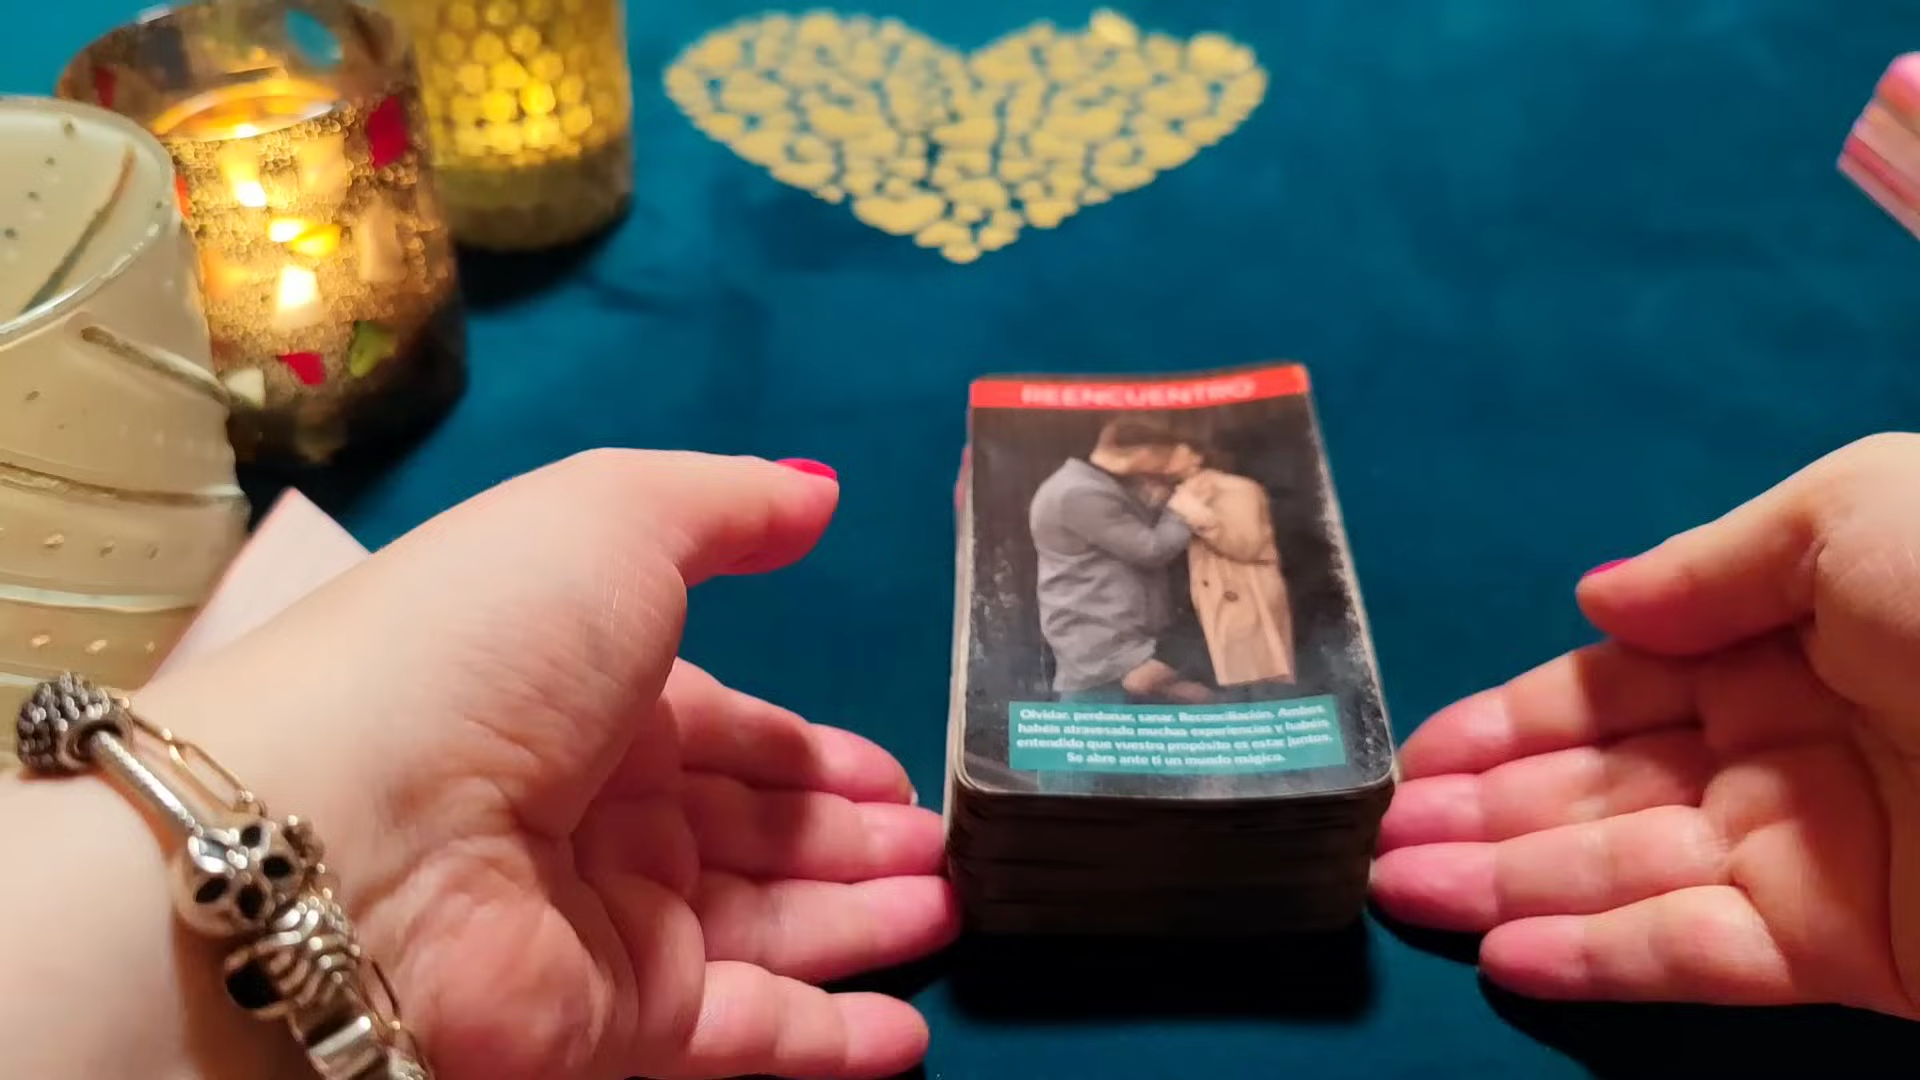 REENCUENTRO
Olvidar, perdonar, sanar. Reconciliación. Ambos
habéis atravesado muchas experiencias y habéis
entendido que vuestro propósito es estar juntos.
Se abre ante ti un mundo mágico.